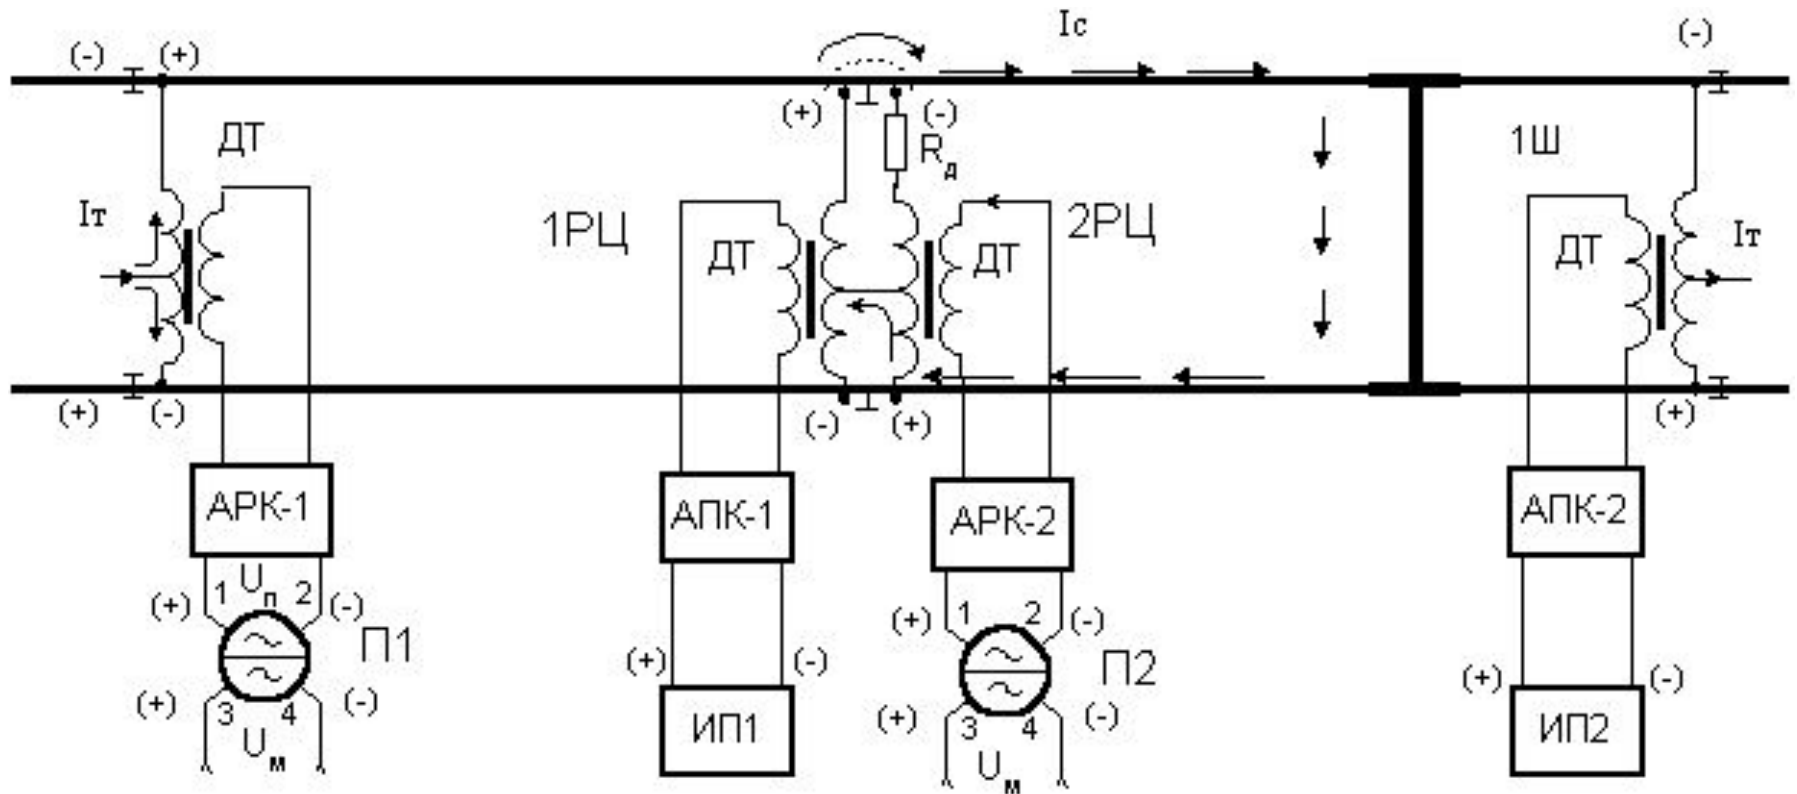 Iс
(-) (+) (-)
(+) (-)
ДТ Rд 1Ш
Iт 1РЦ ДТ ДТ 2РЦ ДТ Iт
(+) (-) (-) (+) (+)
АРК-1 АПК-1 АРК-2 АПК-2
(+) 1 Uп 2 (-) (+) 1 2 (-)
П1 (+) (-) П2 (+) (-)
(+) 3 4 (-) ИП1 (+) 3 4 (-) ИП2
Uм Uм